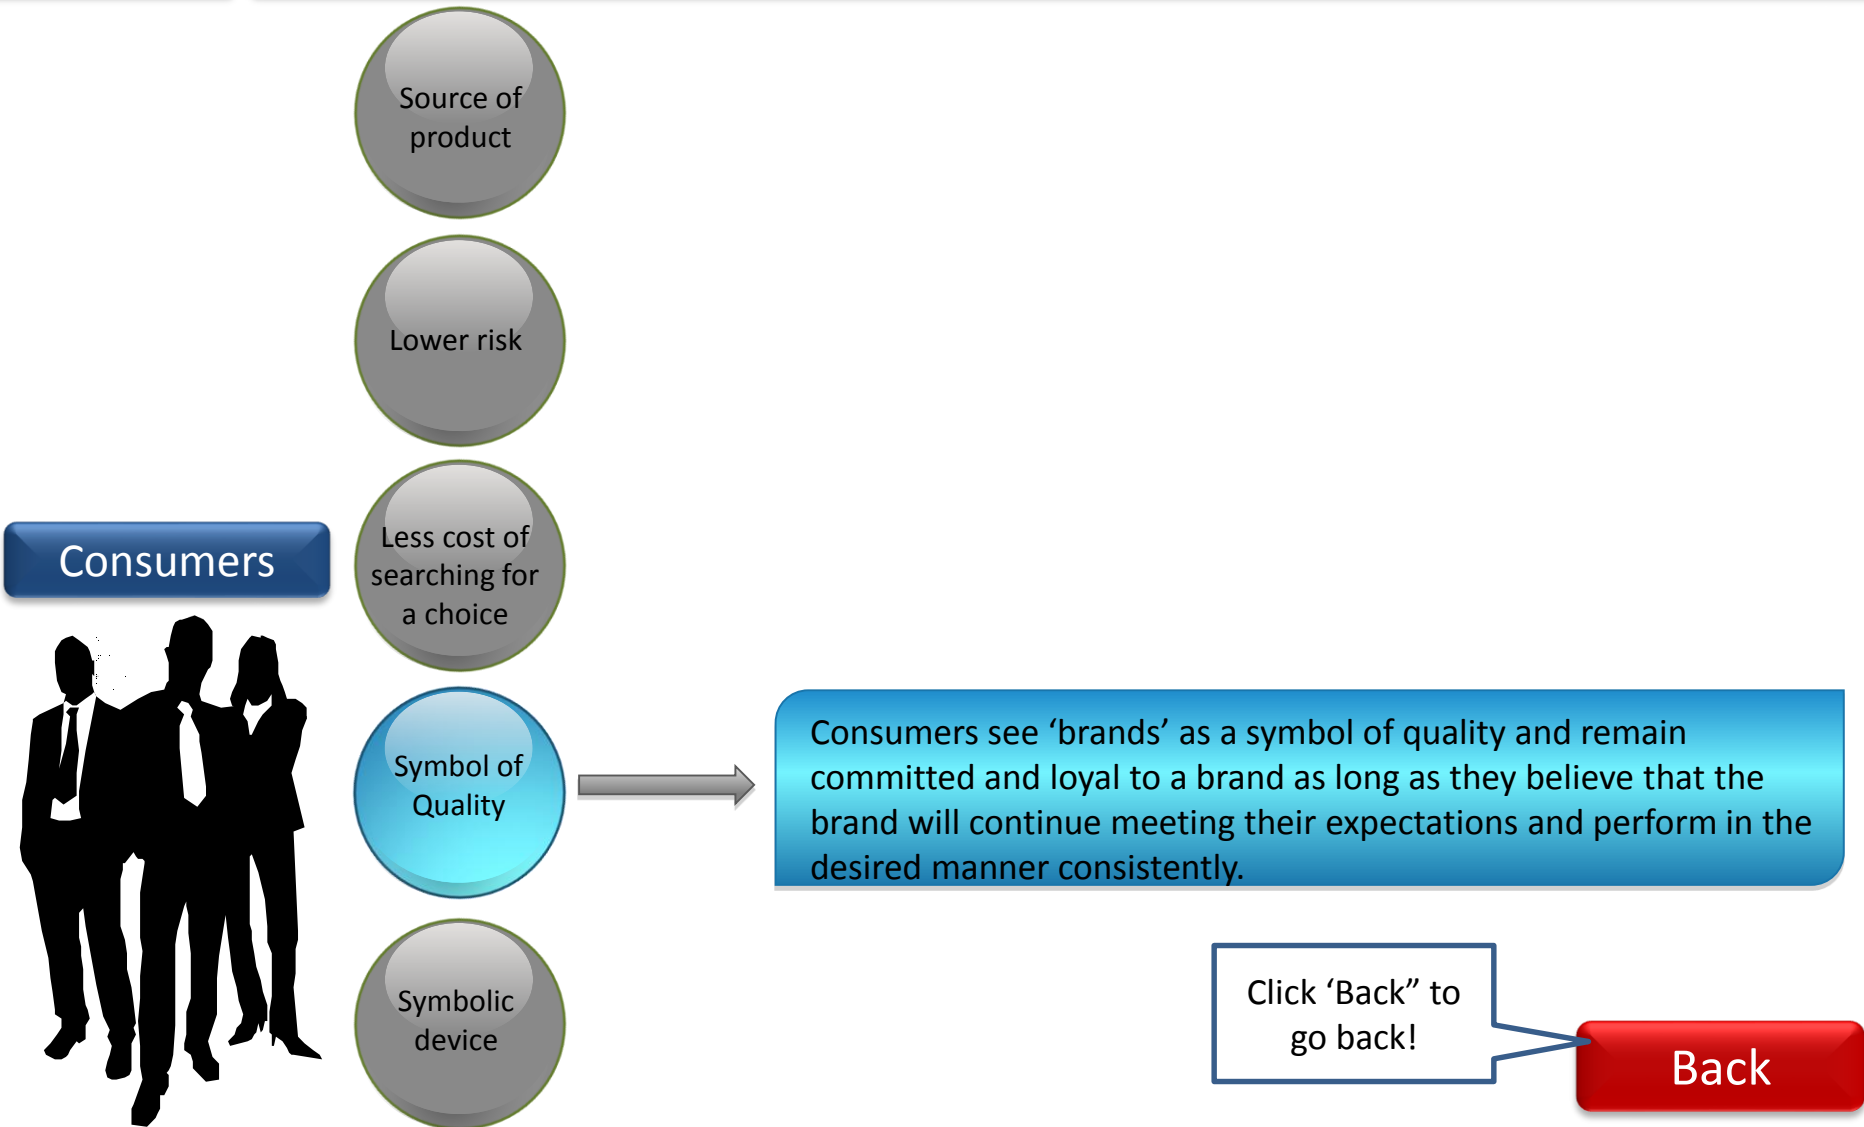 Source of
product
Lower risk
Less cost of
searching for
a choice
Consumers
Symbol of
Quality
Consumers see ‘brands’ as a symbol of quality and remain
committed and loyal to a brand as long as they believe that the
brand will continue meeting their expectations and perform in the
desired manner consistently.
Symbolic
device
Click ‘Back” to
go back!
Back